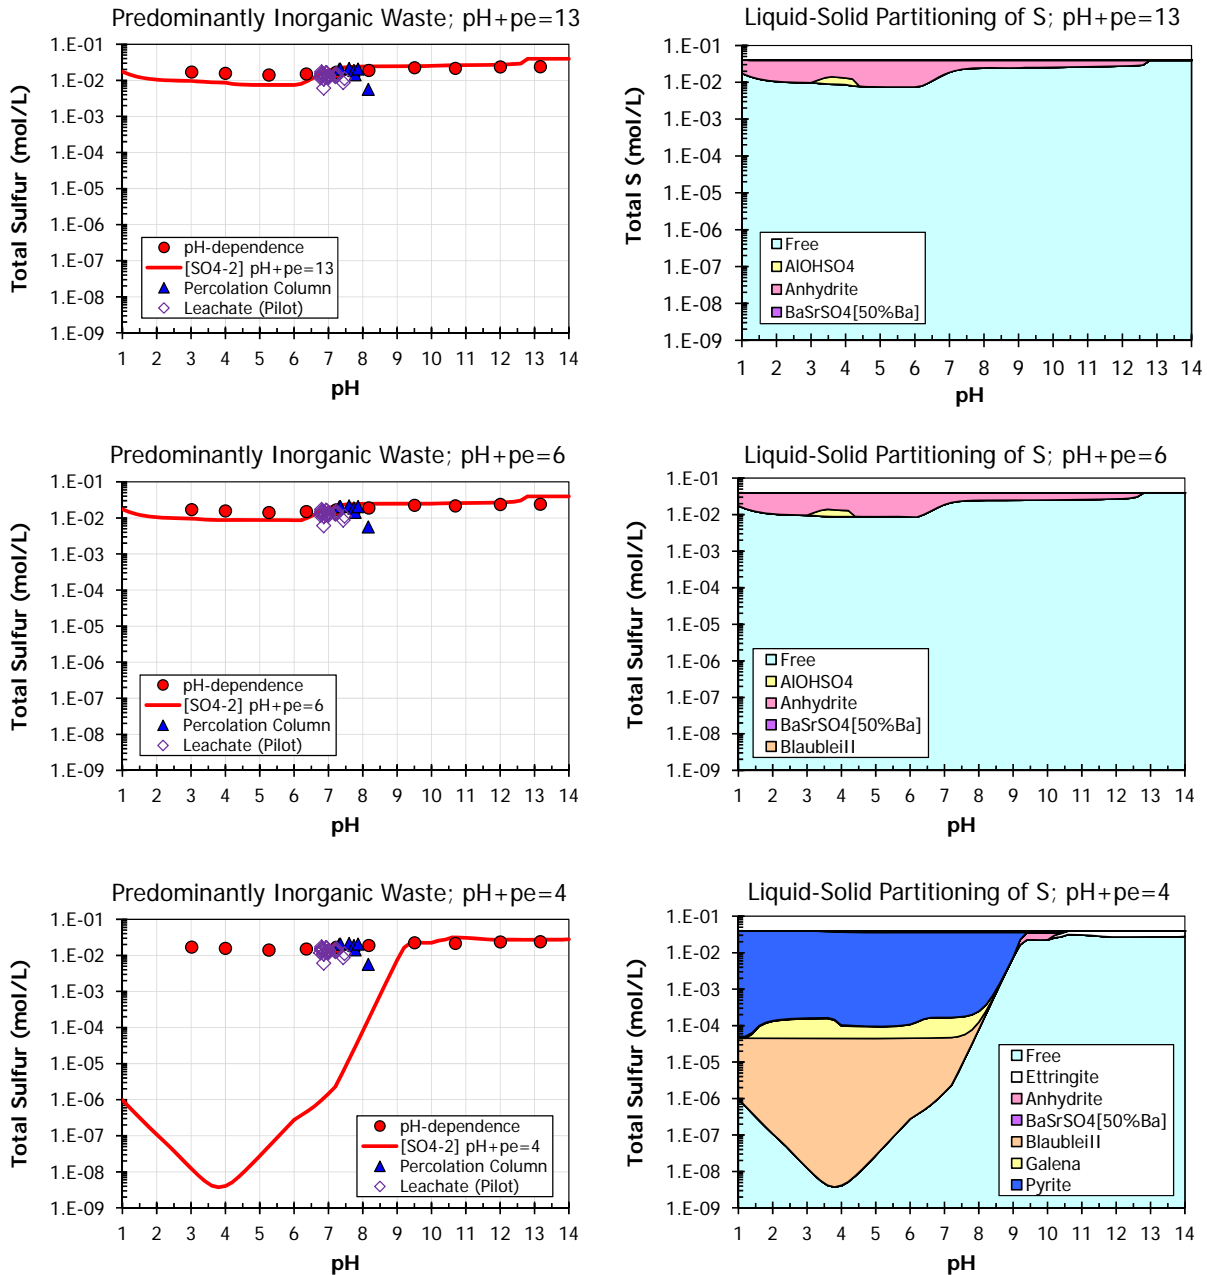 Predominantly Inorganic Waste; pH+pe=13
Total Sulfur (mol/L)
1.E-01
1.E-02
1.E-03
1.E-04
1.E-05
1.E-06
1.E-07
1.E-08
1.E-09
pH-dependence
[SO4-2] pH+pe=13
Percolation Column
Leachate (Pilot)
1 2 3 4 5 6 7 8 9 10 11 12 13 14
pH
Liquid-Solid Partitioning of S; pH+pe=13
Total S (mol/L)
1.E-01
1.E-02
1.E-03
1.E-04
1.E-05
1.E-06
1.E-07
1.E-08
1.E-09
Free
AlOHSO4
Anhydrite
BaSrSO4[50%Ba]
1 2 3 4 5 6 7 8 9 10 11 12 13 14
pH
Predominantly Inorganic Waste; pH+pe=6
Total Sulfur (mol/L)
1.E-01
1.E-02
1.E-03
1.E-04
1.E-05
1.E-06
1.E-07
1.E-08
1.E-09
pH-dependence
[SO4-2] pH+pe=6
Percolation Column
Leachate (Pilot)
1 2 3 4 5 6 7 8 9 10 11 12 13 14
pH
Liquid-Solid Partitioning of S; pH+pe=6
Total Sulfur (mol/L)
1.E-01
1.E-02
1.E-03
1.E-04
1.E-05
1.E-06
1.E-07
1.E-08
1.E-09
Free
AlOHSO4
Anhydrite
BaSrSO4[50%Ba]
BlaubleiII
1 2 3 4 5 6 7 8 9 10 11 12 13 14
pH
Predominantly Inorganic Waste; pH+pe=4
Total Sulfur (mol/L)
1.E-01
1.E-02
1.E-03
1.E-04
1.E-05
1.E-06
1.E-07
1.E-08
1.E-09
pH-dependence
[SO4-2] pH+pe=4
Percolation Column
Leachate (Pilot)
1 2 3 4 5 6 7 8 9 10 11 12 13 14
pH
Liquid-Solid Partitioning of S; pH+pe=4
Total Sulfur (mol/L)
1.E-01
1.E-02
1.E-03
1.E-04
1.E-05
1.E-06
1.E-07
1.E-08
1.E-09
Free
Ettringite
Anhydrite
BaSrSO4[50%Ba]
BlaubleiII
Galena
Pyrite
1 2 3 4 5 6 7 8 9 10 11 12 13 14
pH